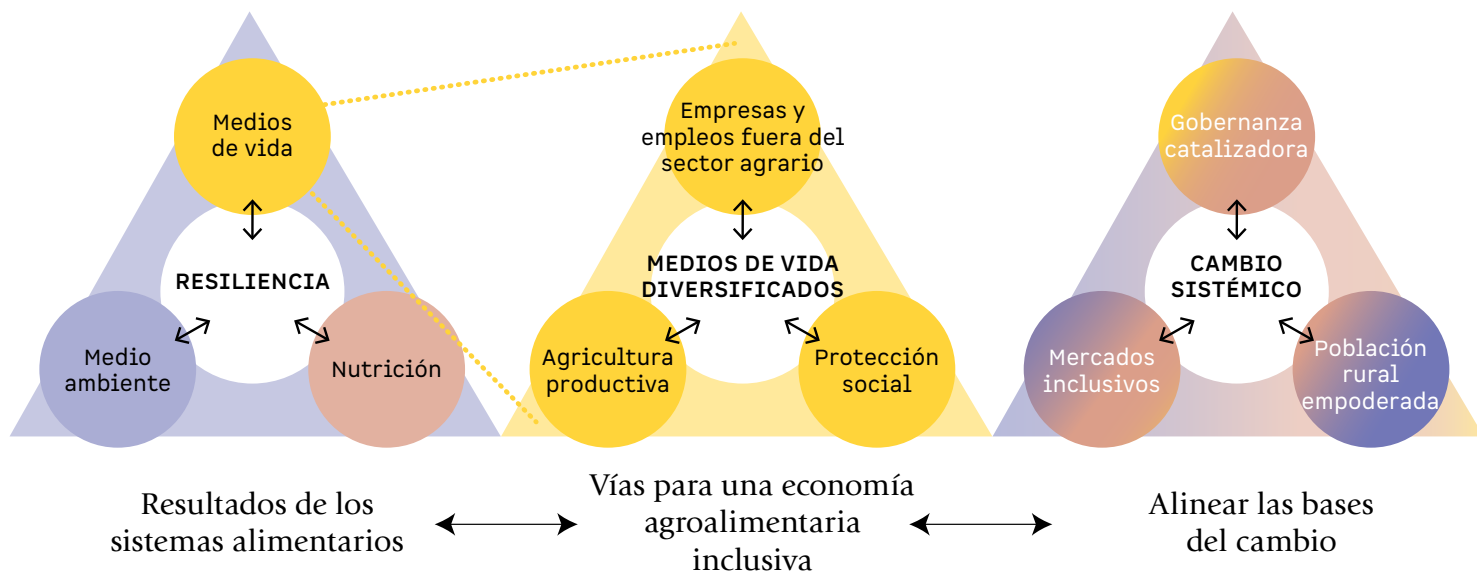 Medios
de vida
RESILIENCIA
Medio
ambiente
Nutrición
Resultados de los
sistemas alimentarios
Empresas y
empleos fuera del
sector agrario
MEDIOS DE VIDA
DIVERSIFICADOS
Agricultura
productiva
Protección
social
Vías para una economía
agroalimentaria
inclusiva
Gobernanza
catalizadora
CAMBIO
SISTÉMICO
Mercados
inclusivos
Población
rural
empoderada
Alinear las bases
del cambio